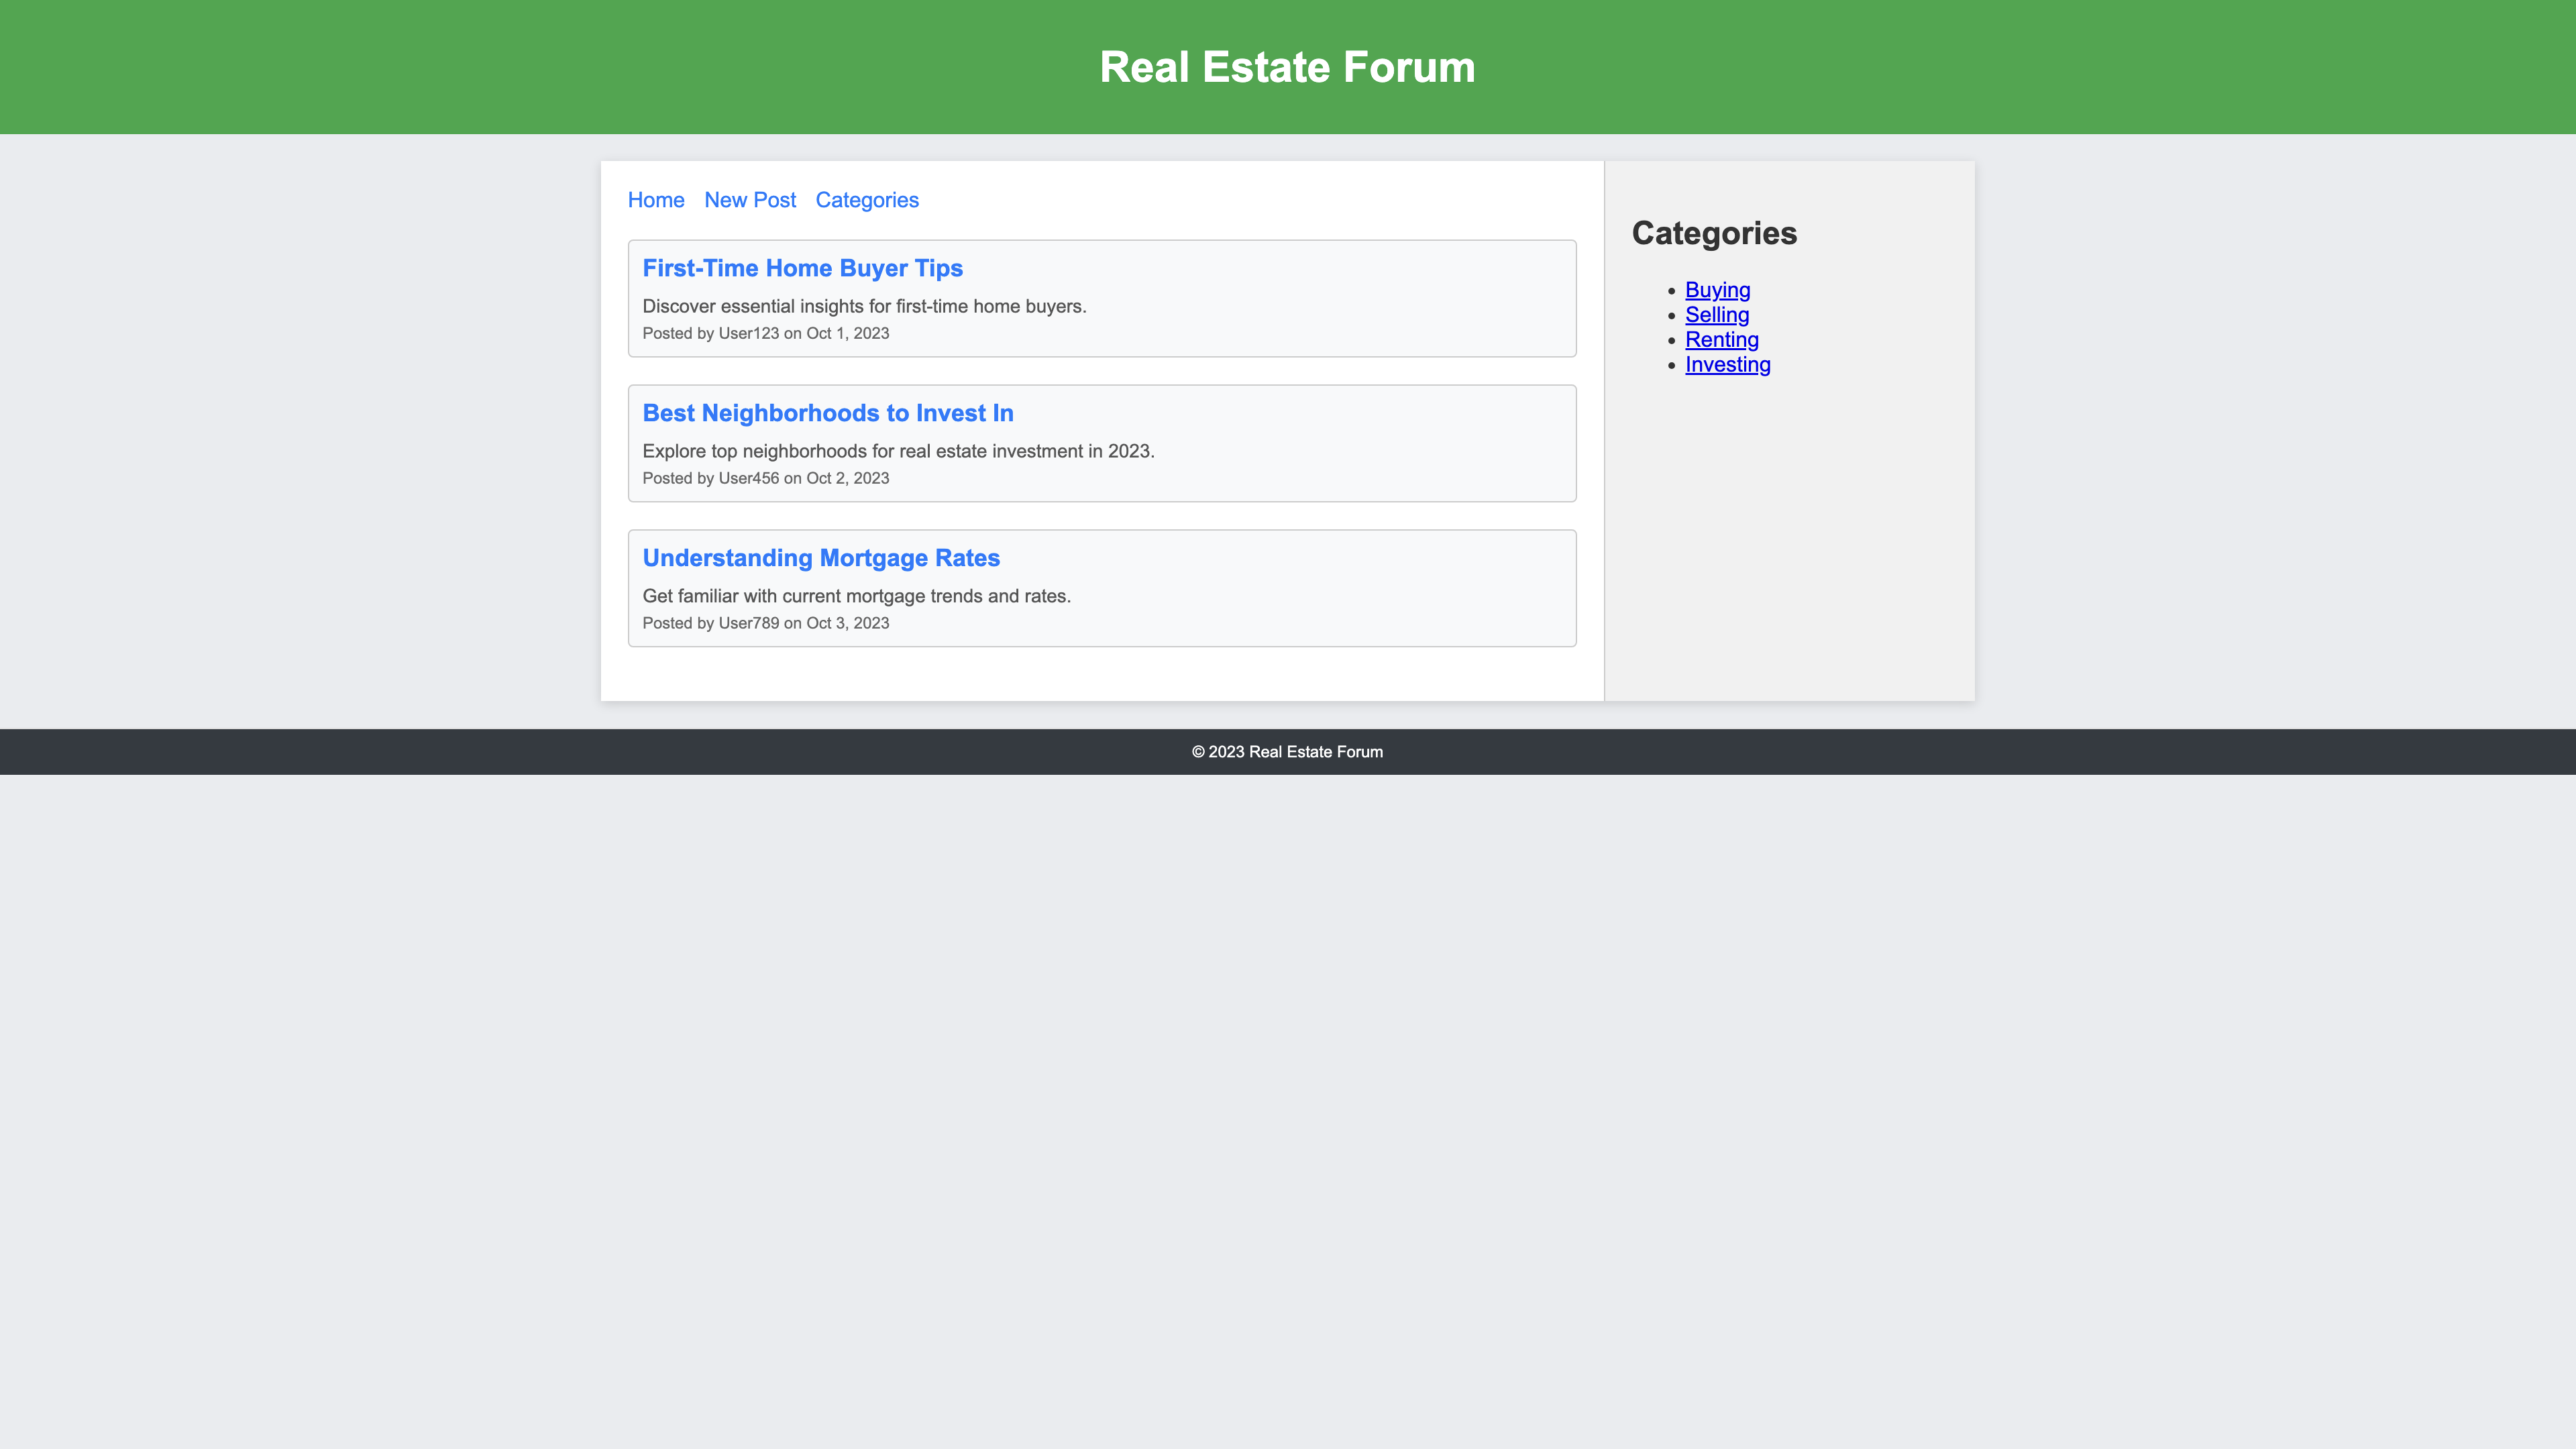 Real Estate Forum
Home New Post Categories
First-Time Home Buyer Tips
Discover essential insights for first-time home buyers.
Posted by User123 on Oct 1, 2023
Best Neighborhoods to Invest In
Explore top neighborhoods for real estate investment in 2023.
Posted by User456 on Oct 2, 2023
Understanding Mortgage Rates
Get familiar with current mortgage trends and rates.
Posted by User789 on Oct 3, 2023
Categories
Buying
Selling
Renting
Investing
© 2023 Real Estate Forum